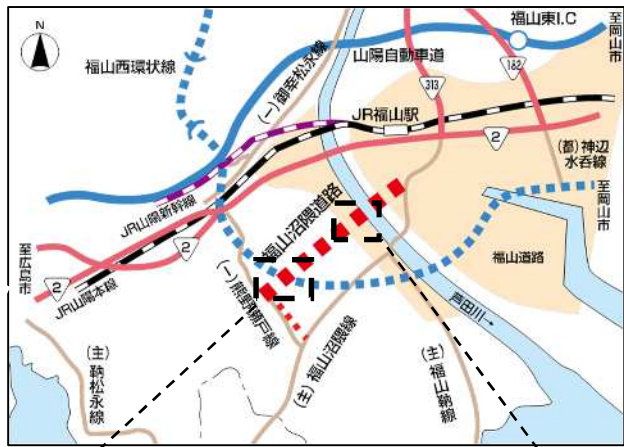 福山東I.C
至岡山市
N
山陽自動車道
福山西環状線
182
313
(一)御幸松永線
JR福山駅
2
(都)神辺
水呑線
至岡山市
福山沼隈道路
JR山陽新幹線
2
至広島市
福山道路
2
(一)熊野瀬戸線
JR山陽本線
芦田川→
(主)福山沼隈線
(主)鞆松永線
(主)福山鞆線